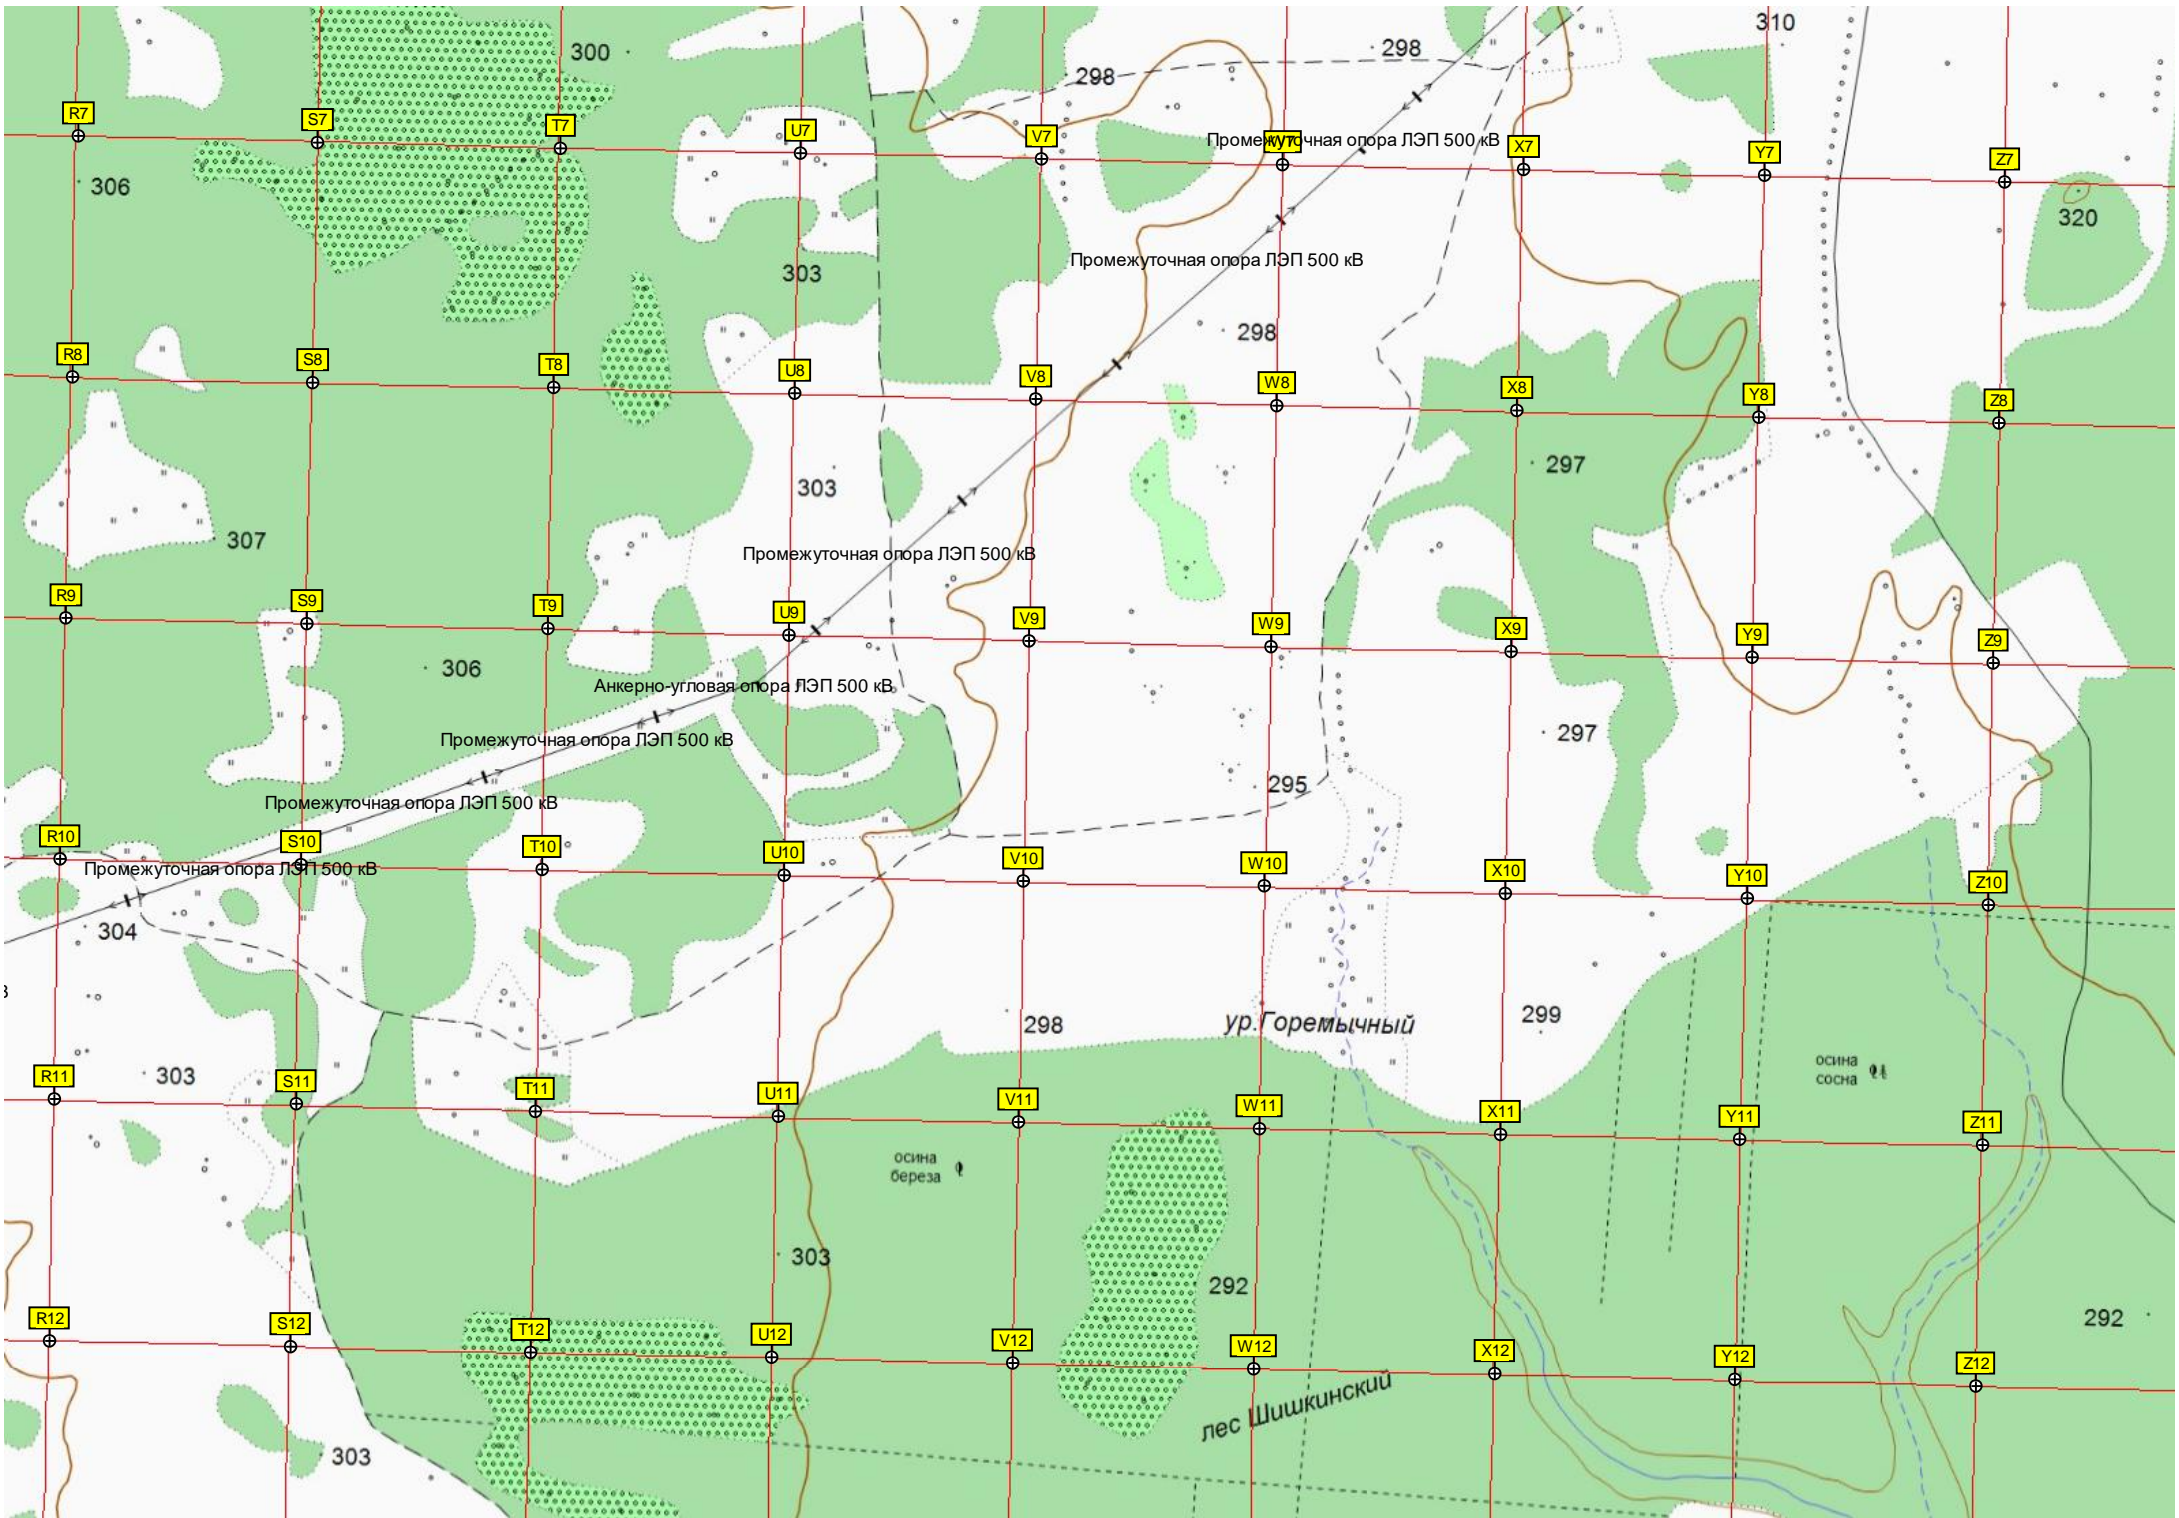 310
300
298
298
R7
S7
T7
U7
V7
Промежуточная опора ЛЭП 500 кВ
X7
Y7
Z7
306
320
303
Промежуточная опора ЛЭП 500 кВ
298
R8
S8
T8
U8
V8
W8
X8
Y8
Z8
297
303
307
Промежуточная опора ЛЭП 500 кВ
R9
S9
T9
U9
V9
W9
X9
Y9
Z9
306
Анкерно-угловая опора ЛЭП 500 кВ
297
Промежуточная опора ЛЭП 500 кВ
295
Промежуточная опора ЛЭП 500 кВ
R10
S10
T10
U10
V10
W10
X10
Y10
Z10
Промежуточная опора ЛЭП 500 кВ
304
298
ур.Горемычный
299
осина
сосна
303
R11
S11
T11
U11
V11
W11
X11
Y11
Z11
осина
береза
303
292
292
R12
S12
T12
U12
V12
W12
X12
Y12
Z12
лес Шишкинский
303